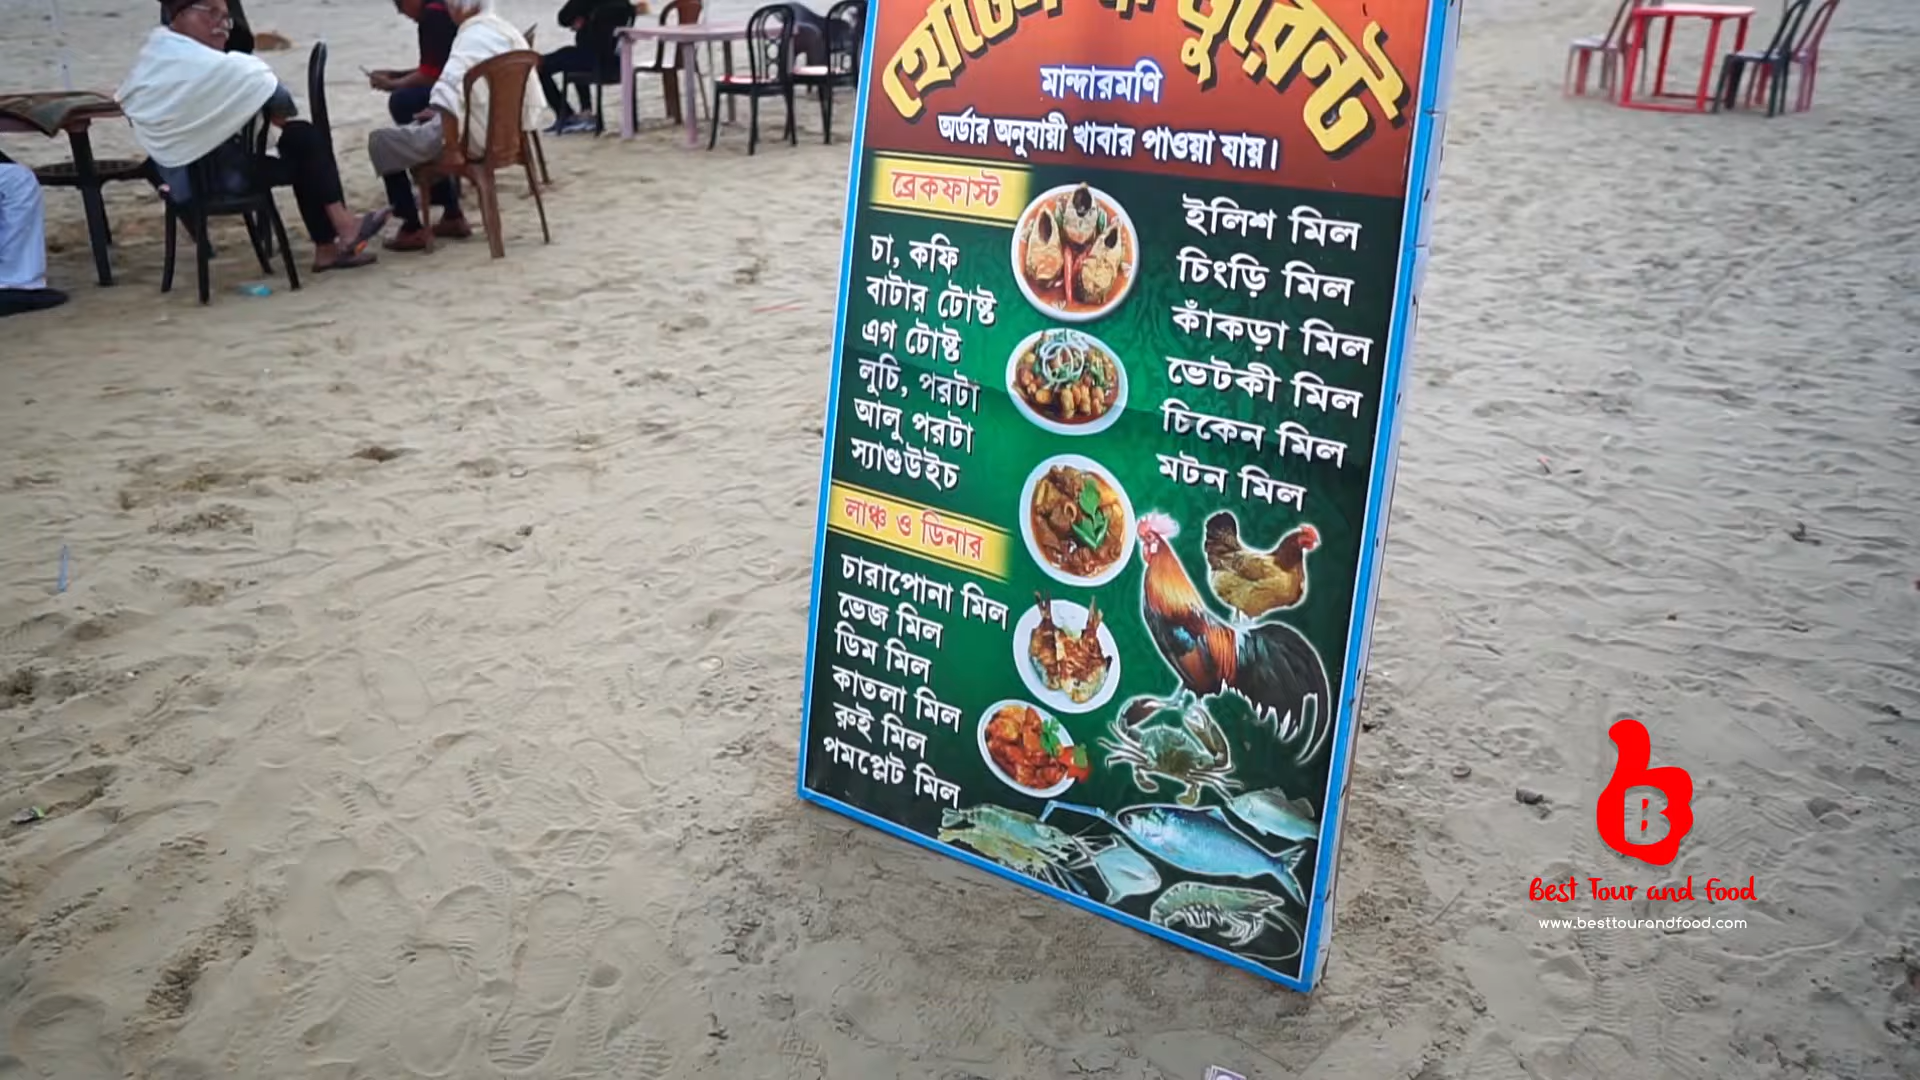 মান্দারমণি
অর্ডার অনুযায়ী খাবার পাওয়া যায়।
ব্রেকফাস্ট
চা, কফি
বাটার টোষ্ট
এগ টোষ্ট
লুচি, পরটা
আলু পরটা
স্যাণ্ডউইচ
লাঞ্চ ও ডিনার
চারাপোনা মিল
ভেজ মিল
ডিম মিল
কাতলা মিল
রুই মিল
পমপ্লেট মিল
ইলিশ মিল
চিংড়ি মিল
কাঁকড়া মিল
ভেটকী মিল
চিকেন মিল
মটন মিল
B
Best Tour and food
www.besttourandfood.com